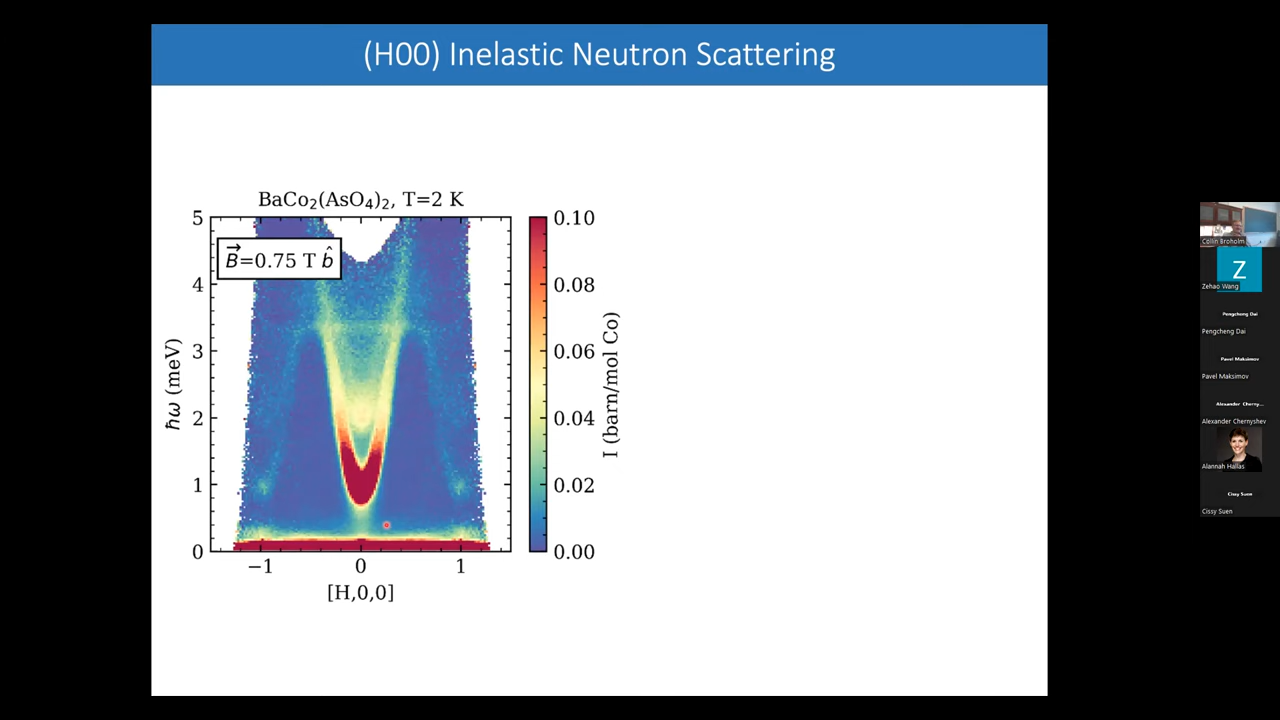 (H00) Inelastic Neutron Scattering
BaCo₂(AsO₄)₂, T=2 K
B⃗=0.75 T b̂
5
4
3
2
1
0
ħω (meV)
−1 0 1
[H,0,0]
0.10
0.08
0.06
0.04
0.02
0.00
I (barn/mol Co)
Collin Broholm
Z
Zehao Wang
Pengcheng Dai
Pengcheng Dai
Pavel Maksimov
Pavel Maksimov
Alexander Cherny...
Alexander Chernyshev
Alannah Hallas
Cissy Suen
Cissy Suen